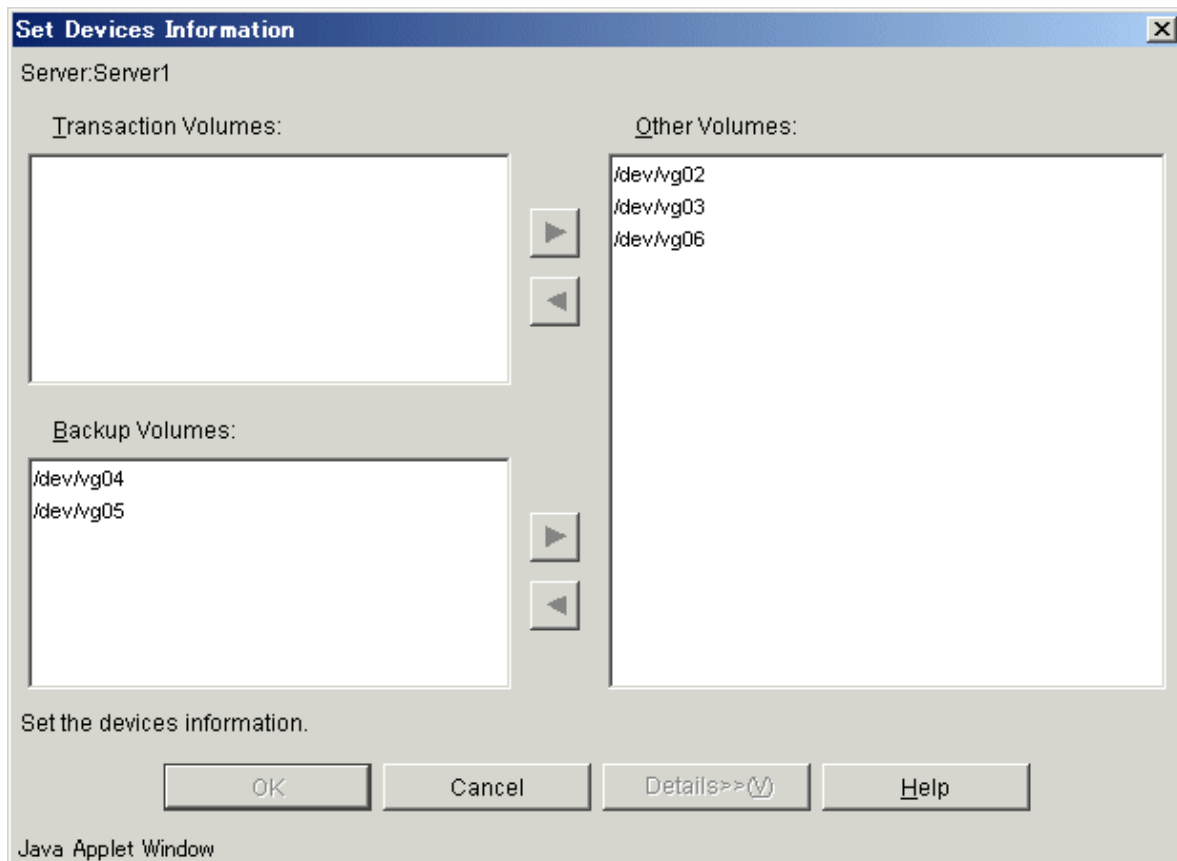 Set Devices Information
Server:Server1
Transaction Volumes:
Other Volumes:
/dev/vg02
/dev/vg03
/dev/vg06
Backup Volumes:
/dev/vg04
/dev/vg05
Set the devices information.
OK
Cancel
Details>>(V)
Help
Java Applet Window